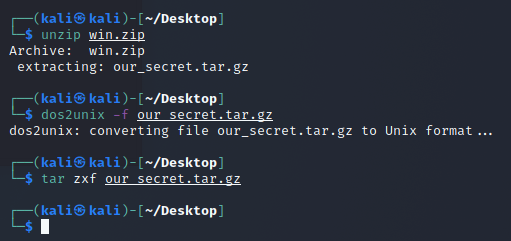 ┌──(kali㉿kali)-[~/Desktop]
└─$ unzip win.zip
Archive:  win.zip
 extracting: our_secret.tar.gz
┌──(kali㉿kali)-[~/Desktop]
└─$ dos2unix -f our_secret.tar.gz
dos2unix: converting file our_secret.tar.gz to Unix format...
┌──(kali㉿kali)-[~/Desktop]
└─$ tar zxf our_secret.tar.gz
┌──(kali㉿kali)-[~/Desktop]
└─$